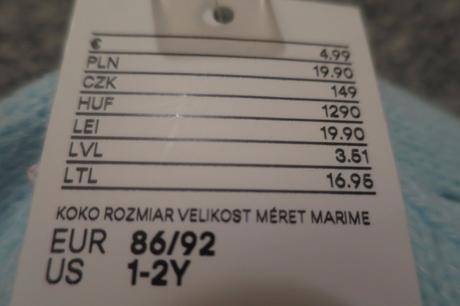 € 4.99
PLN 19.90
CZK 149
HUF 1290
LEI 19.90
LVL 3.51
LTL 16.95
KOKO ROZMIAR VELIKOST MÉRET MARIME
EUR 86/92
US 1-2Y